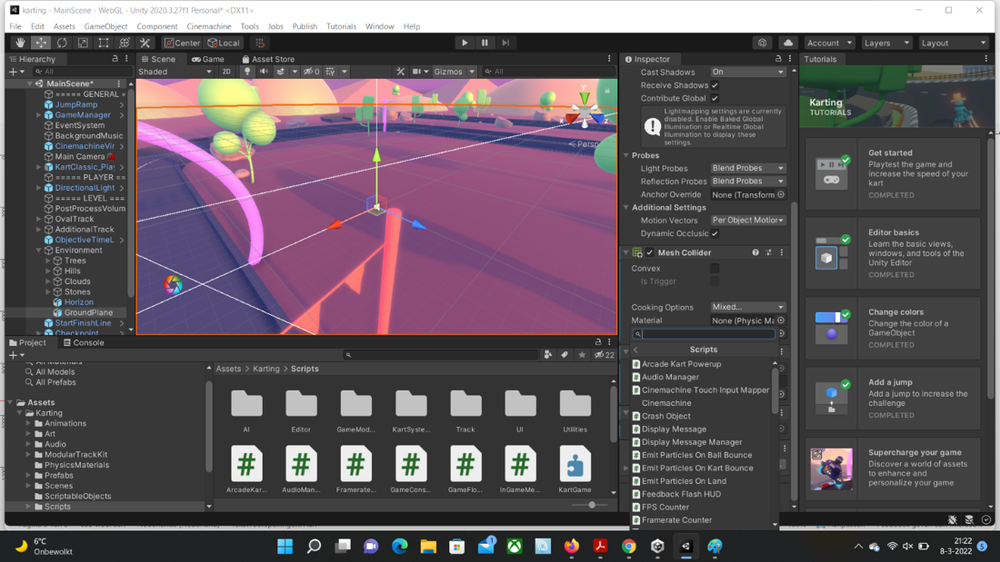 karting - MainScene - WebGL - Unity 2020.3.27f1 Personal* <DX11>
File Edit Assets GameObject Component Cinemachine Tools Jobs Publish Tutorials Window Help
Center Local Account Layers Layout
Hierarchy
All
MainScene*
===== GENERAL =
JumpRamp
GameManager
EventSystem
BackgroundMusic
CinemachineVir
Main Camera
KartClassic_Play
===== PLAYER ==
DirectionalLight
===== LEVEL ===
PostProcessVolum
OvalTrack
AdditionalTrack
ObjectiveTimeL
Environment
Trees
Hills
Clouds
Stones
Horizon
GroundPlane
StartFinishLine
Checkpoint
Scene Game Asset Store
Shaded 2D 0 Gizmos All
y
x
z
Persp
Inspector
Cast Shadows On
Receive Shadows
Contribute Global
Lightmapping settings are currently
disabled. Enable Baked Global
Illumination or Realtime Global
Illumination to display these
settings.
Probes
Light Probes Blend Probes
Reflection Probes Blend Probes
Anchor Override None (Transform
Additional Settings
Motion Vectors Per Object Motion
Dynamic Occlusic
Mesh Collider
Convex
Is Trigger
Cooking Options Mixed...
Material None (Physic Ma
Scripts
Arcade Kart Powerup
Audio Manager
Cinemachine Touch Input Mapper
Cinemachine
Crash Object
Display Message
Display Message Manager
Emit Particles On Ball Bounce
Emit Particles On Kart Bounce
Emit Particles On Land
Feedback Flash HUD
FPS Counter
Framerate Counter
Tutorials
Karting
TUTORIALS
Get started
Playtest the game and
increase the speed of your
kart
COMPLETED
Editor basics
Learn the basic views,
windows, and tools of the
Unity Editor
COMPLETED
Change colors
Change the color of a
GameObject
COMPLETED
Add a jump
Add a jump to increase the
challenge
COMPLETED
Supercharge your game
Discover a world of assets
to enhance and
personalize your game
Project Console
22
All Models
All Prefabs
Assets
Karting
Animations
Art
Audio
ModularTrackKit
PhysicsMaterials
Prefabs
Scenes
ScriptableObjects
Scripts
Assets > Karting > Scripts
AI Editor GameMod... KartSyste... Track UI Utilities
ArcadeKar... AudioMan... Framerate... GameCons... GameFlo... InGameMe... KartGame
6°C
Onbewolkt
1
21:22
8-3-2022
5